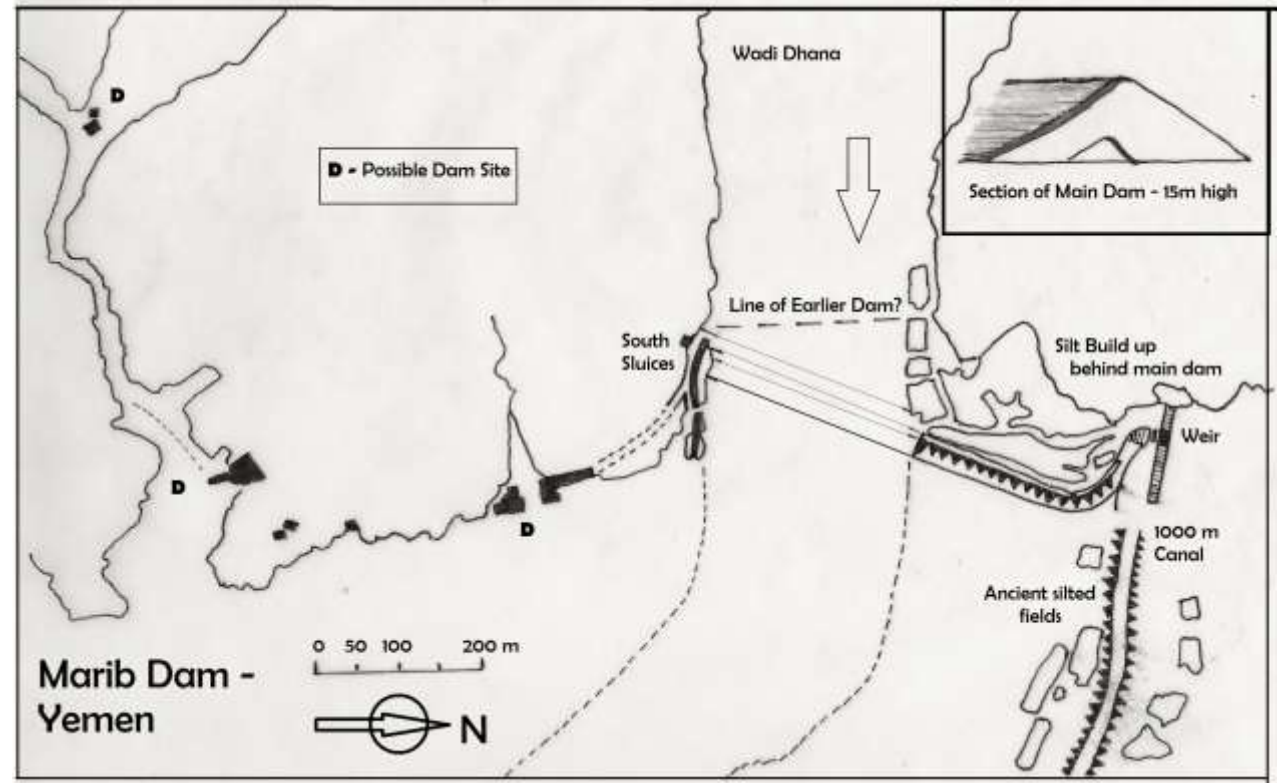 Wadi Dhana
D
D - Possible Dam Site
Section of Main Dam - 15m high
Line of Earlier Dam?
South
Sluices
Silt Build up
behind main dam
Weir
D
D
1000 m
Canal
Ancient silted
fields
0 50 100 200 m
Marib Dam -
Yemen
N